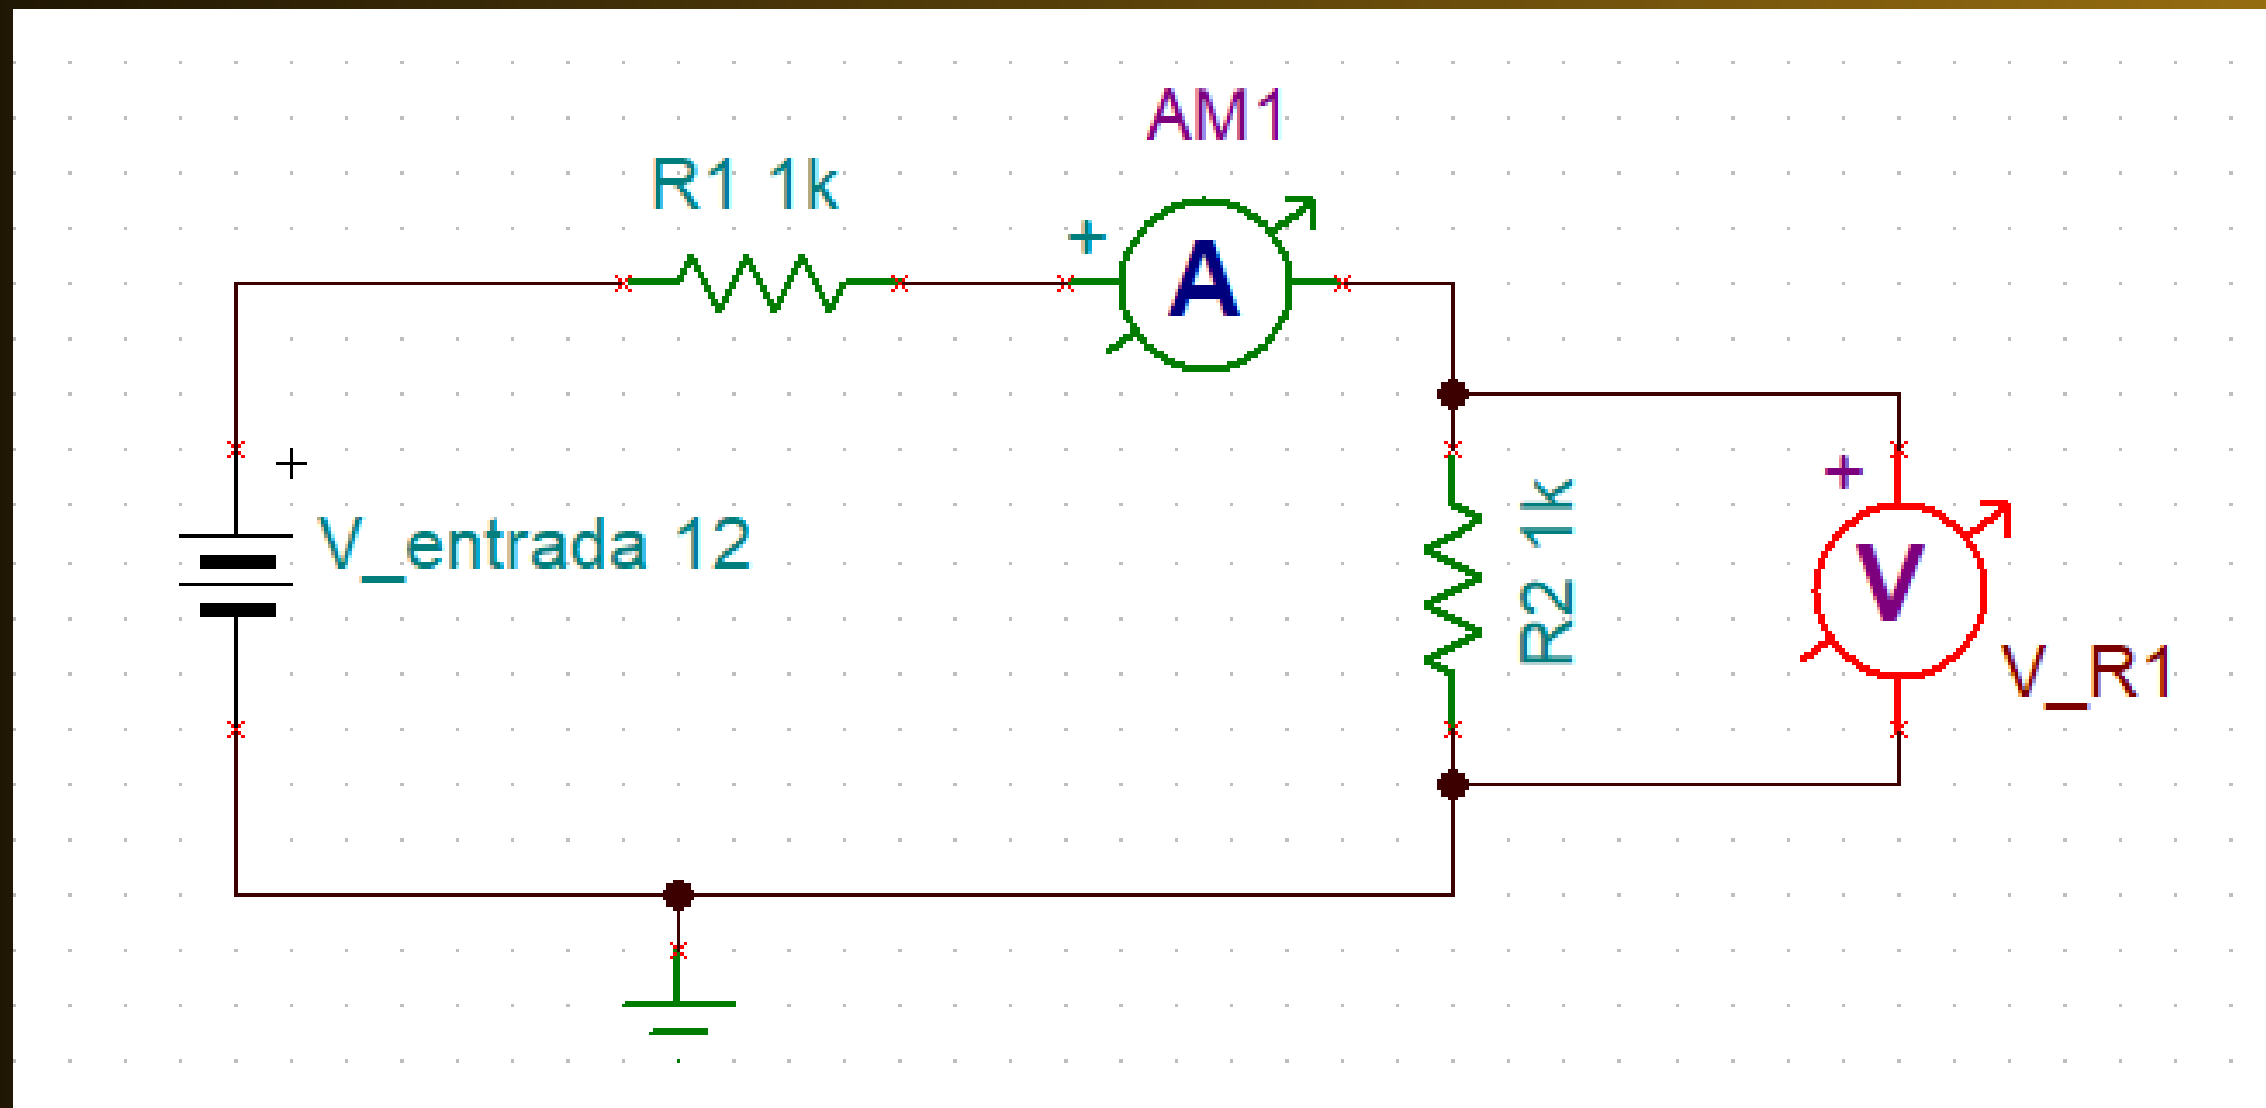 AM1
R1 1k
+
A
+
V_entrada 12
R2 1k
+
V
V_R1